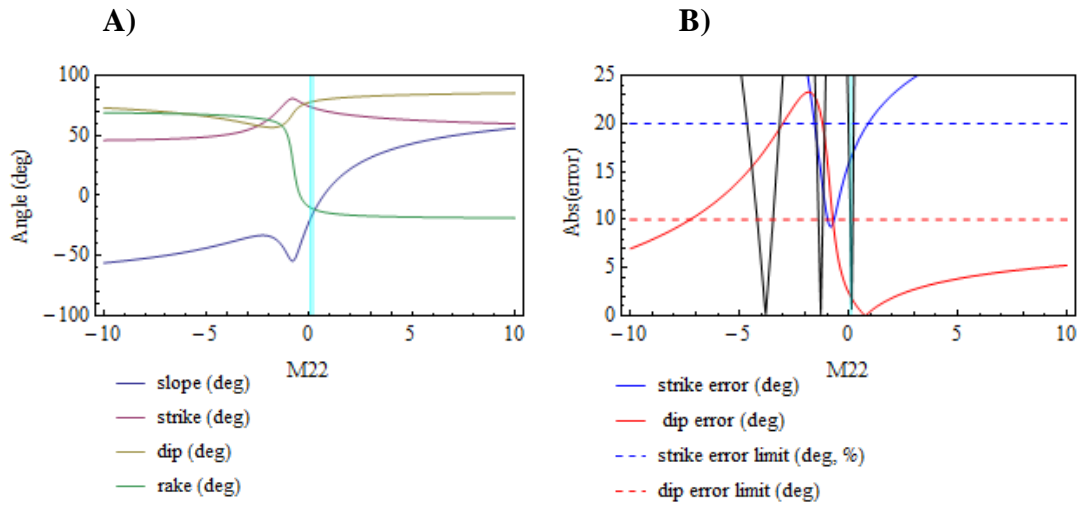 A)
B)
100
50
0
−50
−100
Angle (deg)
−10
−5
0
5
10
M22
slope (deg)
strike (deg)
dip (deg)
rake (deg)
25
20
15
10
5
0
Abs(error)
−10
−5
0
5
10
M22
strike error (deg)
dip error (deg)
strike error limit (deg, %)
dip error limit (deg)